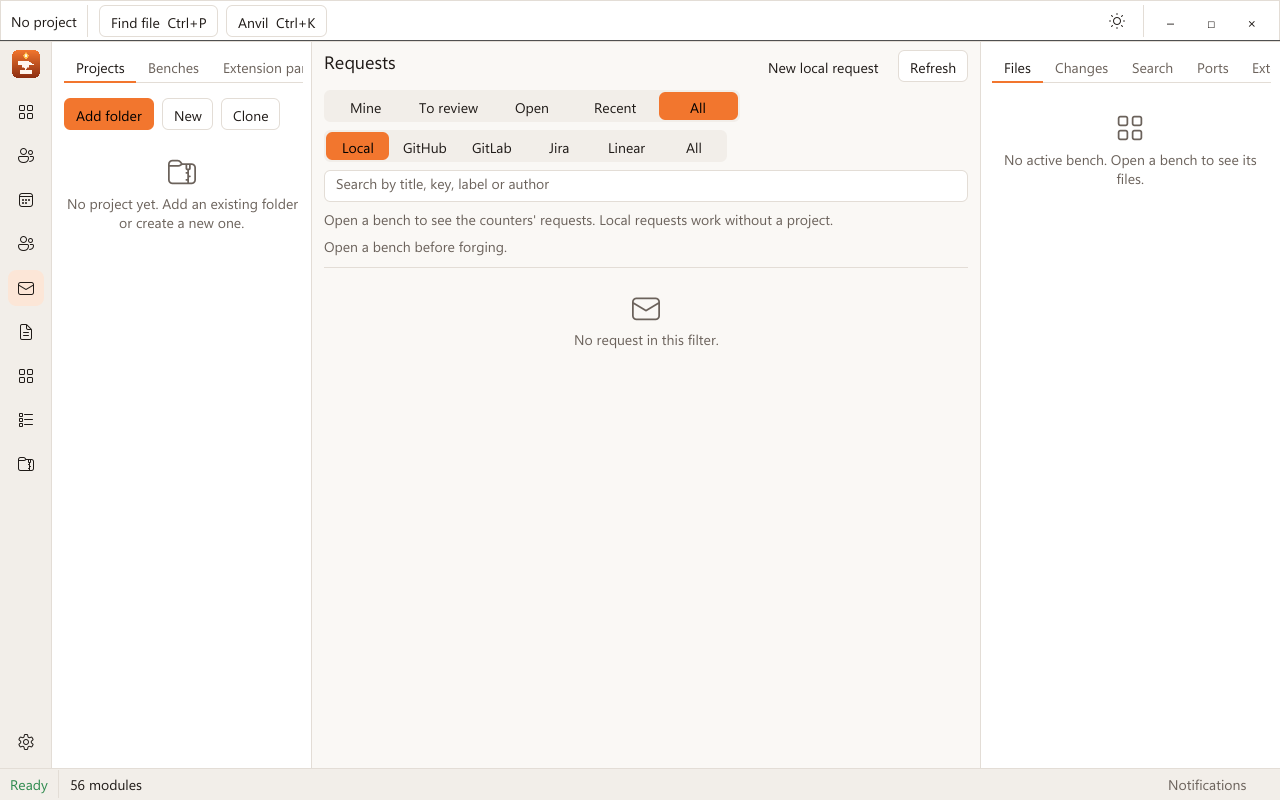 No project
Find file Ctrl+P
Anvil Ctrl+K
Projects
Benches
Extension par
Add folder
New
Clone
No project yet. Add an existing folder
or create a new one.
Requests
New local request
Refresh
Mine
To review
Open
Recent
All
Local
GitHub
GitLab
Jira
Linear
All
Search by title, key, label or author
Open a bench to see the counters' requests. Local requests work without a project.
Open a bench before forging.
No request in this filter.
Files
Changes
Search
Ports
Ext
No active bench. Open a bench to see its
files.
Ready
56 modules
Notifications